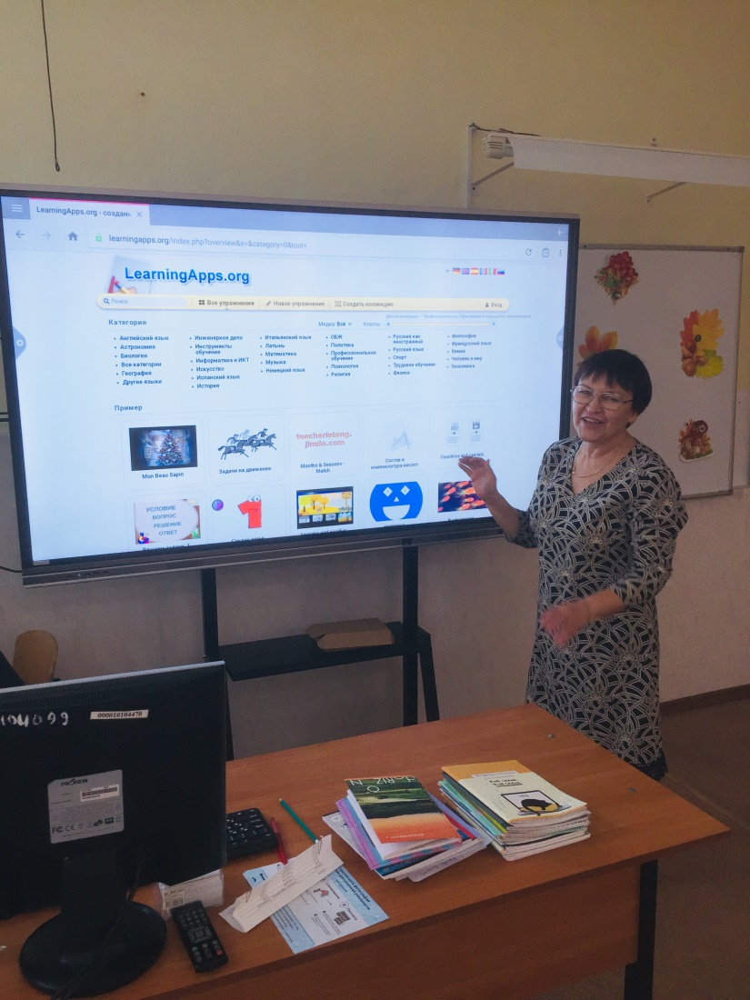 LearningApps.org - создани
learningapps.org/index.php?overview&s=&category=0&tool=
LearningApps.org
Поиск
Все упражнения
Новое упражнение
Создать коллекцию
Вход
Категория
Медиа: Всё
Классы:
Английский язык
Астрономия
Биология
Все категории
География
Другие языки
Инженерное дело
Инструменты
обучения
Информатика и ИКТ
Искусство
Испанский язык
История
Итальянский язык
Латынь
Математика
Музыка
Немецкий язык
ОБЖ
Политика
Профессиональное
обучение
Психология
Религия
Русский как
иностранный
Русский язык
Спорт
Трудовое обучение
Физика
Философия
Французский язык
Химия
Человек и мир
Экономика
Пример
Mon Beau Sapin
Задачи на движение.
teacherletang.
jimdo.com
Months & Seasons -
Match
Состав и
номенклатура кислот
Countries and capitals
УСЛОВИЕ
ВОПРОС
РЕШЕНИЕ
ОТВЕТ
000010104470
FCC CE